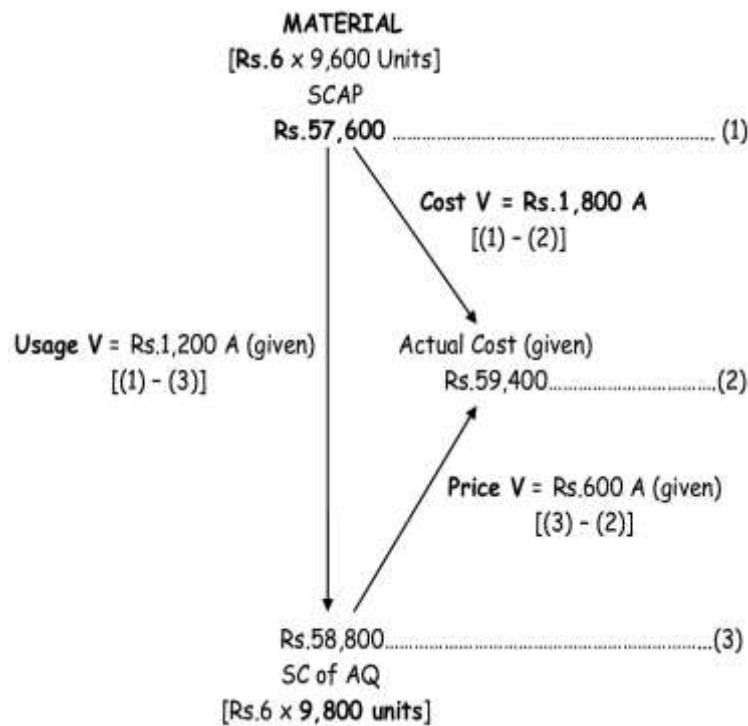 MATERIAL
[Rs.6 x 9,600 Units]
SCAP
Rs.57,600 ................................................ (1)
Cost V = Rs.1,800 A
[(1) – (2)]
Usage V = Rs.1,200 A (given)
[(1) – (3)]
Actual Cost (given)
Rs.59,400........................ (2)
Price V = Rs.600 A (given)
[(3) – (2)]
Rs.58,800................................................(3)
SC of AQ
[Rs.6 x 9,800 units]